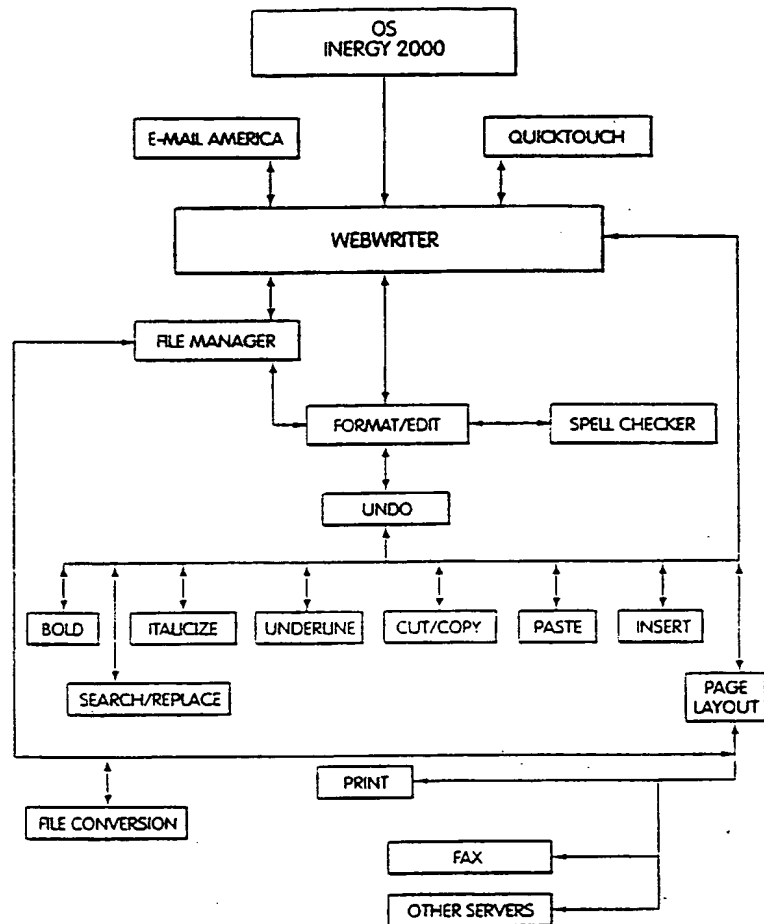 OS
INERGY 2000
E-MAIL AMERICA
QUICKTOUCH
WEBWRITER
FILE MANAGER
FORMAT/EDIT
SPELL CHECKER
UNDO
BOLD
ITALICIZE
UNDERLINE
CUT/COPY
PASTE
INSERT
SEARCH/REPLACE
PAGE
LAYOUT
PRINT
FILE CONVERSION
FAX
OTHER SERVERS